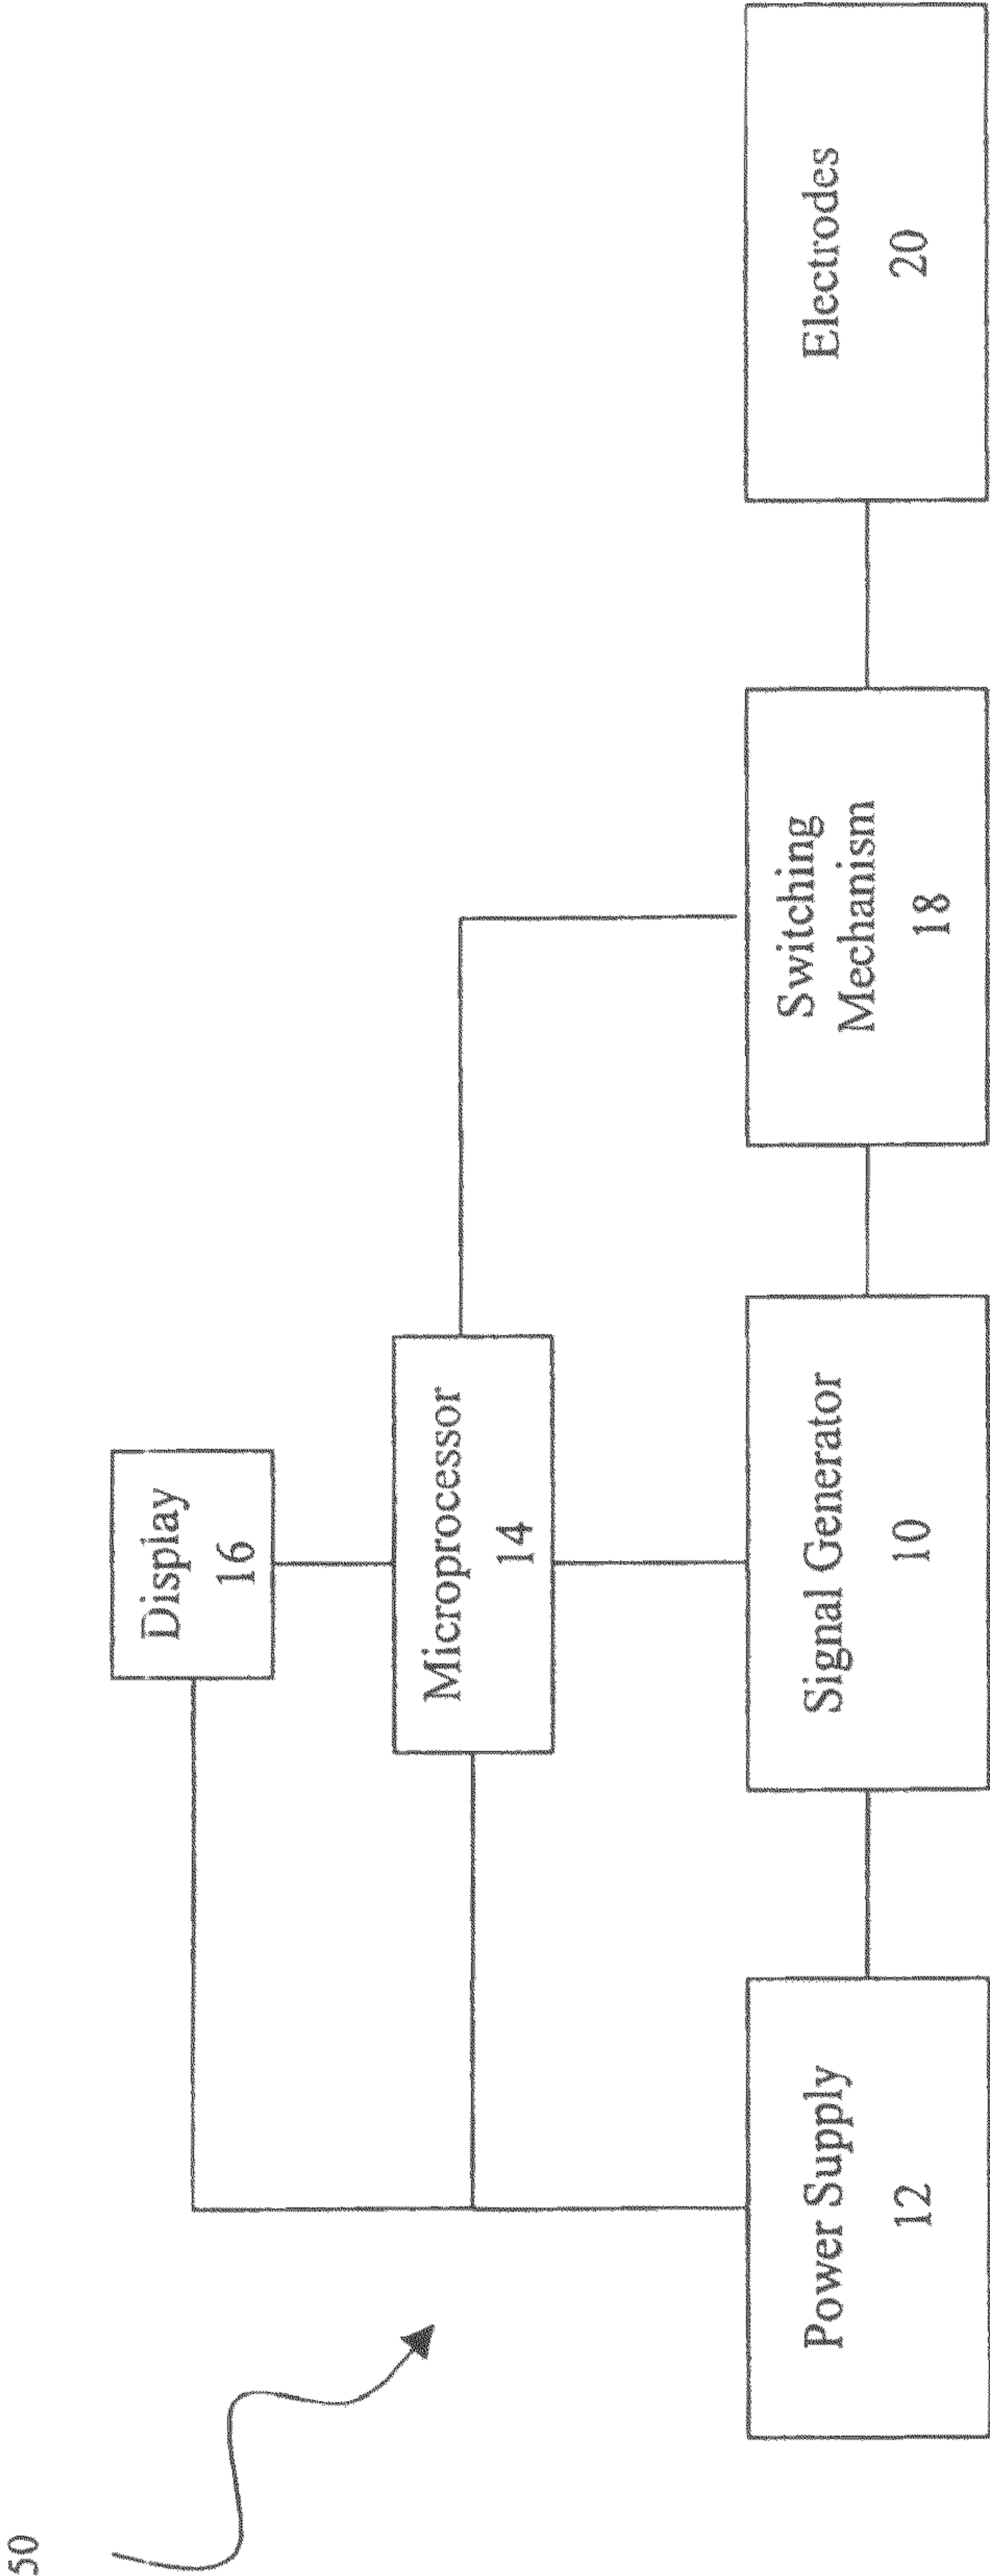 50
Display
16
Microprocessor
14
Power Supply
12
Signal Generator
10
Switching
Mechanism
18
Electrodes
20